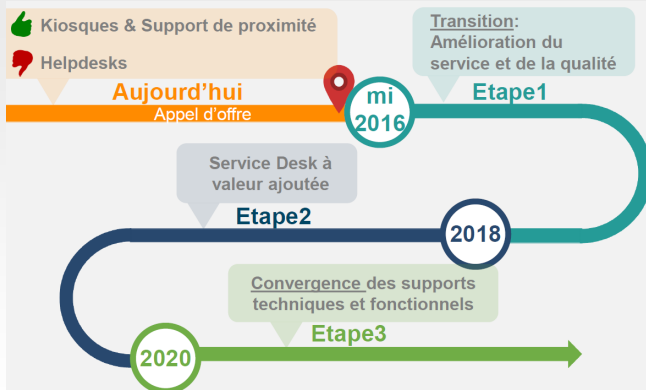 Kiosques & Support de proximité
Helpdesks
Aujourd'hui
Appel d'offre
mi
2016
Transition:
Amélioration du
service et de la qualité
Etape1
Service Desk à
valeur ajoutée
Etape2
2018
Convergence des supports
techniques et fonctionnels
Etape3
2020